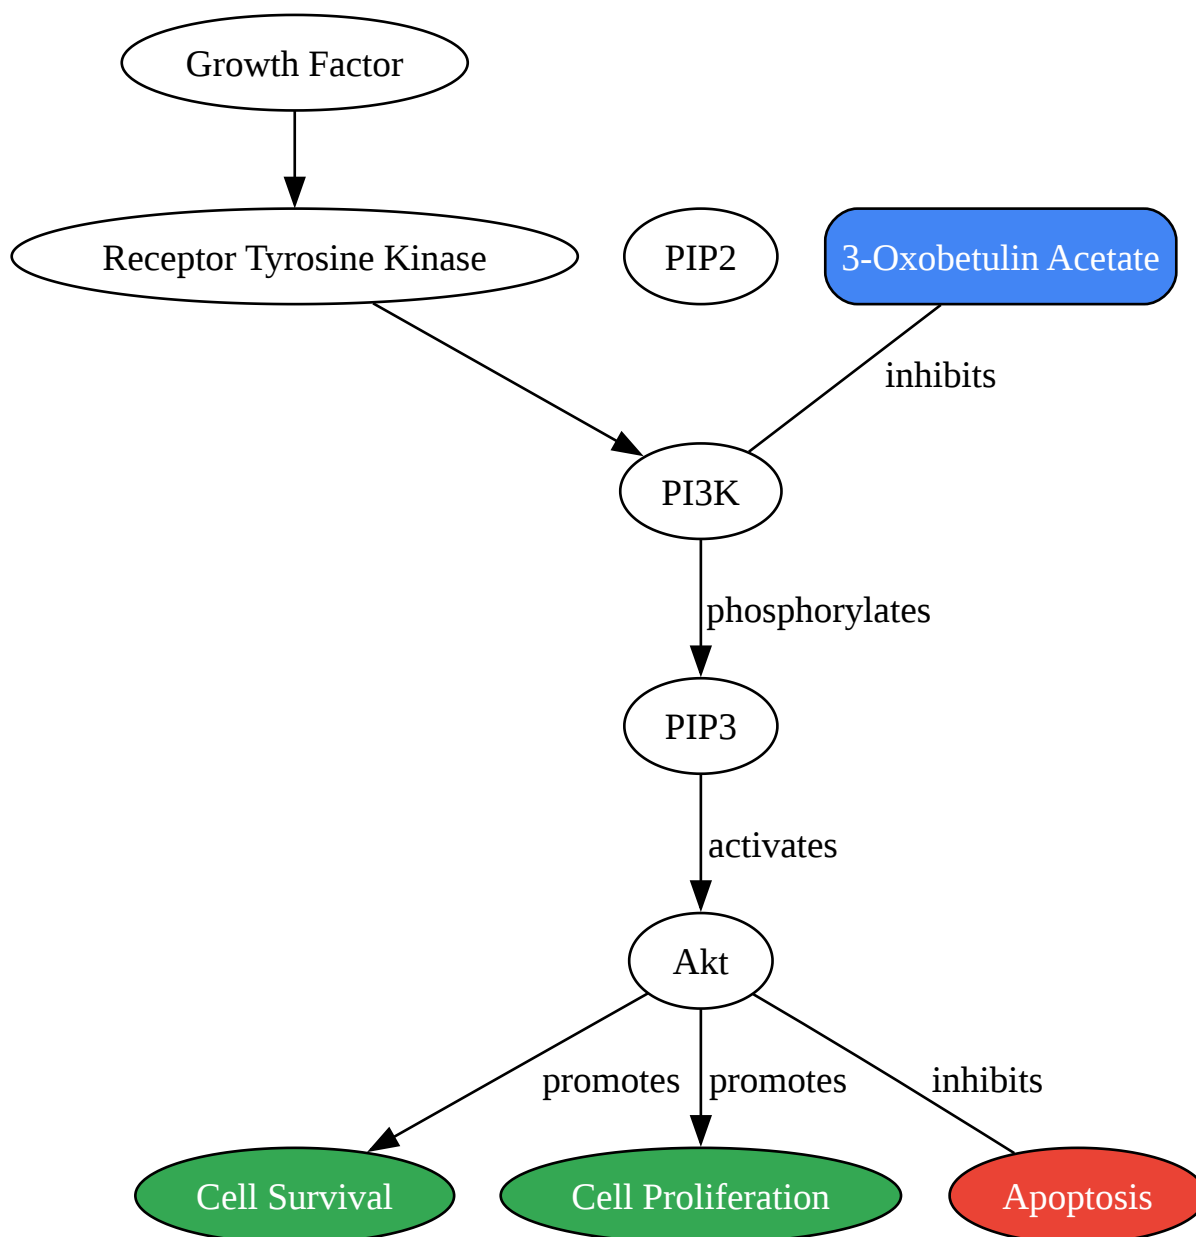 Growth Factor
Receptor Tyrosine Kinase
PIP2
3-Oxobetulin Acetate
inhibits
PI3K
phosphorylates
PIP3
activates
Akt
promotes
promotes
inhibits
Cell Survival
Cell Proliferation
Apoptosis